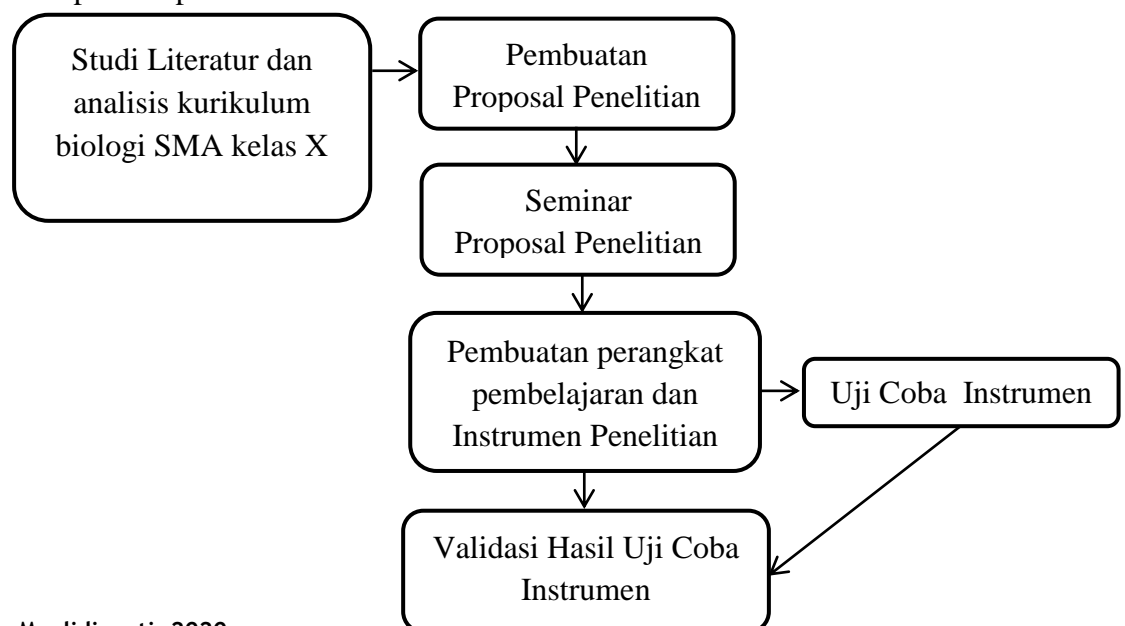 Studi Literatur dan
analisis kurikulum
biologi SMA kelas X
Pembuatan
Proposal Penelitian
Seminar
Proposal Penelitian
Pembuatan perangkat
pembelajaran dan
Instrumen Penelitian
Uji Coba Instrumen
Validasi Hasil Uji Coba
Instrumen